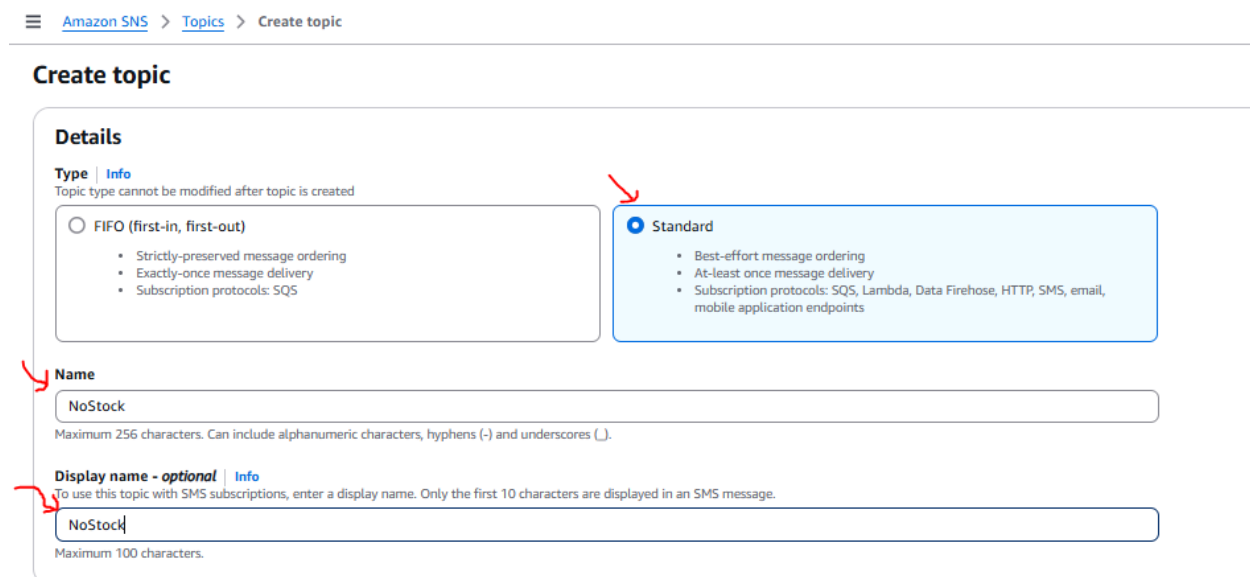 Amazon SNS > Topics > Create topic
Create topic
Details
Type | Info
Topic type cannot be modified after topic is created
FIFO (first-in, first-out)
• Strictly-preserved message ordering
• Exactly-once message delivery
• Subscription protocols: SQS
Standard
• Best-effort message ordering
• At-least once message delivery
• Subscription protocols: SQS, Lambda, Data Firehose, HTTP, SMS, email,
mobile application endpoints
Name
NoStock
Maximum 256 characters. Can include alphanumeric characters, hyphens (-) and underscores (_).
Display name - optional | Info
To use this topic with SMS subscriptions, enter a display name. Only the first 10 characters are displayed in an SMS message.
NoStock
Maximum 100 characters.